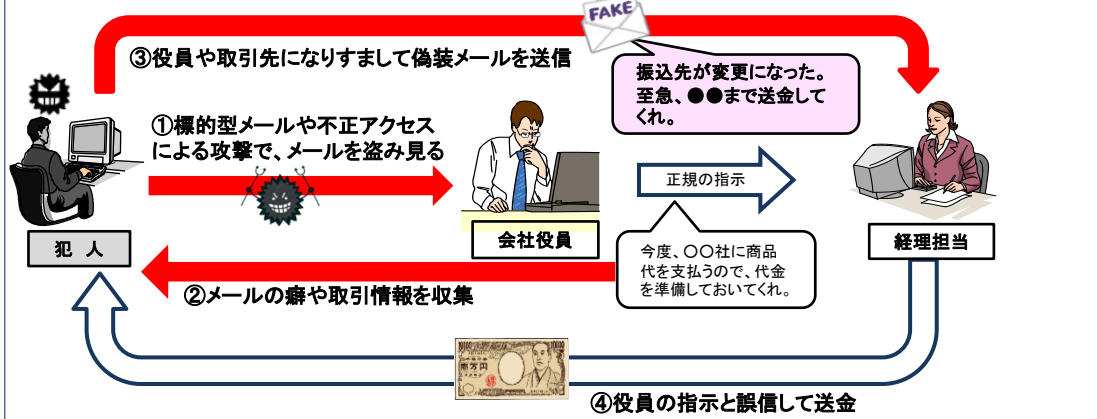 FAKE
③役員や取引先になりすまして偽装メールを送信
振込先が変更になった。
至急、●●まで送金して
くれ。
①標的型メールや不正アクセス
による攻撃で、メールを盗み見る
正規の指示
犯 人
会社役員
経理担当
今度、〇〇社に商品
代を支払うので、代金
を準備しておいてくれ。
②メールの癖や取引情報を収集
10000
壱万円
④役員の指示と誤信して送金